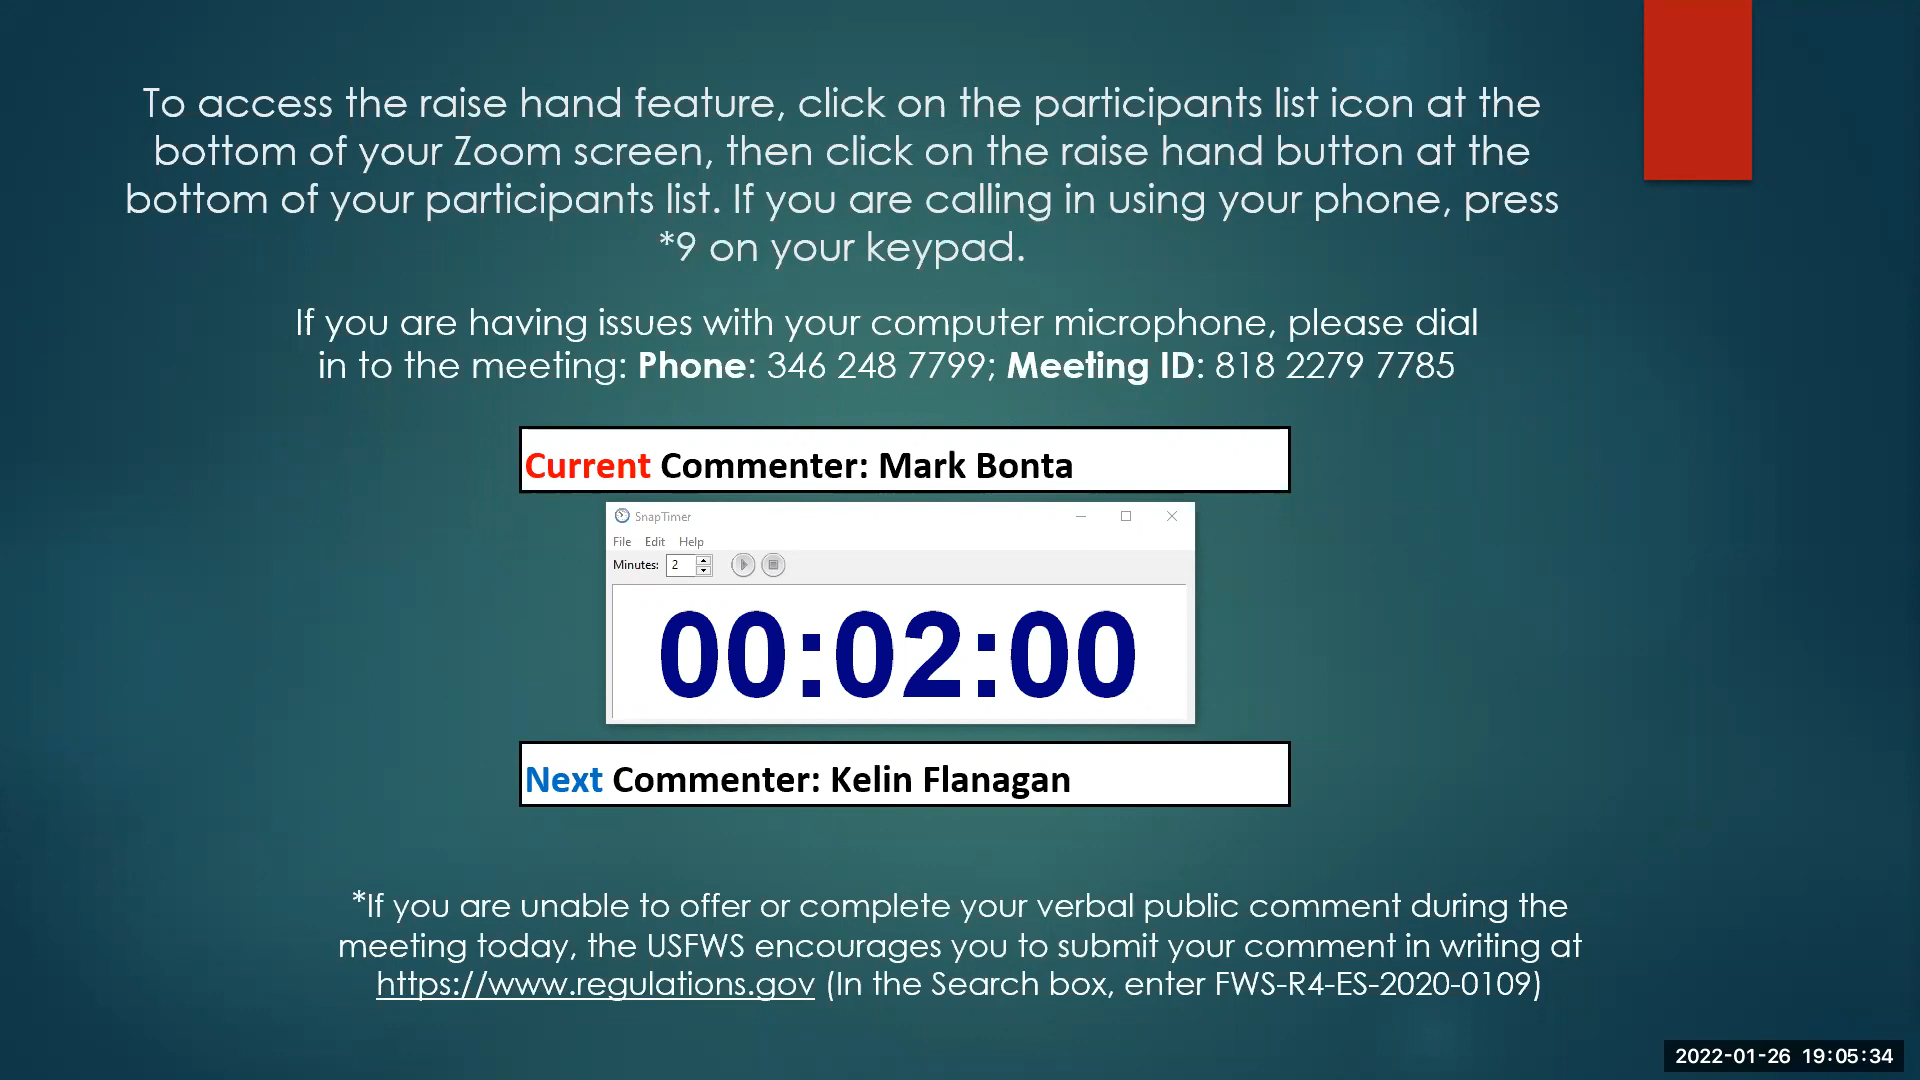 To access the raise hand feature, click on the participants list icon at the
bottom of your Zoom screen, then click on the raise hand button at the
bottom of your participants list. If you are calling in using your phone, press
*9 on your keypad.
If you are having issues with your computer microphone, please dial
in to the meeting: Phone: 346 248 7799; Meeting ID: 818 2279 7785
Current Commenter: Mark Bonta
SnapTimer
File Edit Help
Minutes: 2
00:02:00
Next Commenter: Kelin Flanagan
*If you are unable to offer or complete your verbal public comment during the
meeting today, the USFWS encourages you to submit your comment in writing at
https://www.regulations.gov (In the Search box, enter FWS-R4-ES-2020-0109)
2022-01-26 19:05:34